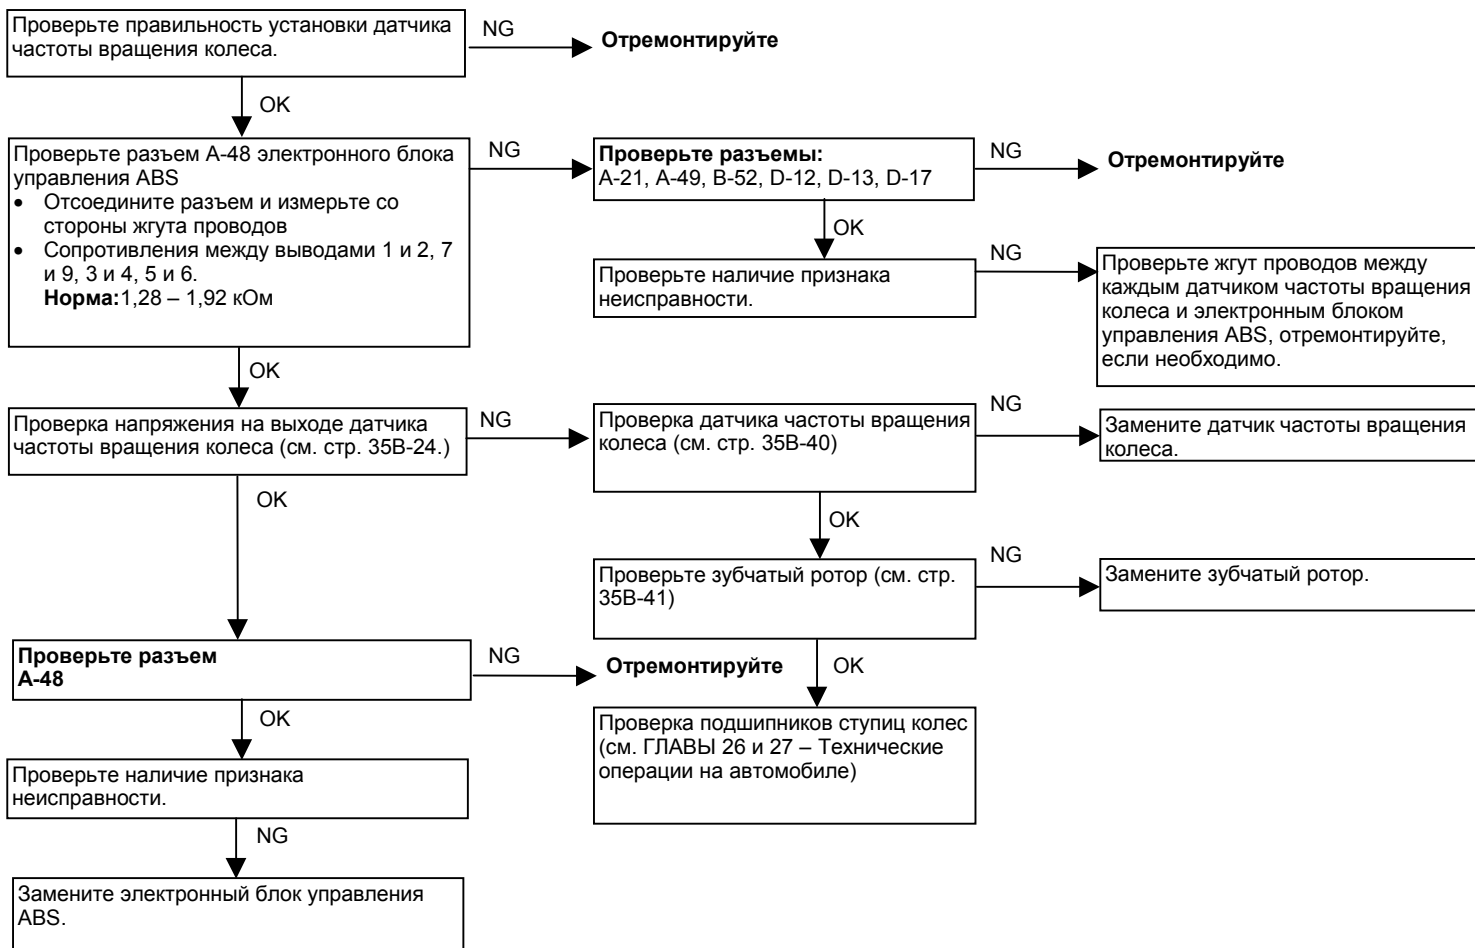 Проверьте правильность установки датчика
частоты вращения колеса.
NG
Отремонтируйте
OK
Проверьте разъем A-48 электронного блока
управления ABS
• Отсоедините разъем и измерьте со
стороны жгута проводов
• Сопротивления между выводами 1 и 2, 7
и 9, 3 и 4, 5 и 6.
Норма:1,28 – 1,92 кОм
NG
Проверьте разъемы:
A-21, A-49, B-52, D-12, D-13, D-17
NG
Отремонтируйте
OK
Проверьте наличие признака
неисправности.
NG
Проверьте жгут проводов между
каждым датчиком частоты вращения
колеса и электронным блоком
управления ABS, отремонтируйте,
если необходимо.
OK
Проверка напряжения на выходе датчика
частоты вращения колеса (см. стр. 35B-24.)
NG
Проверка датчика частоты вращения
колеса (см. стр. 35B-40)
NG
Замените датчик частоты вращения
колеса.
OK
OK
Проверьте зубчатый ротор (см. стр.
35B-41)
NG
Замените зубчатый ротор.
Проверьте разъем
A-48
NG
Отремонтируйте
OK
OK
Проверка подшипников ступиц колес
(см. ГЛАВЫ 26 и 27 – Технические
операции на автомобиле)
Проверьте наличие признака
неисправности.
NG
Замените электронный блок управления
ABS.